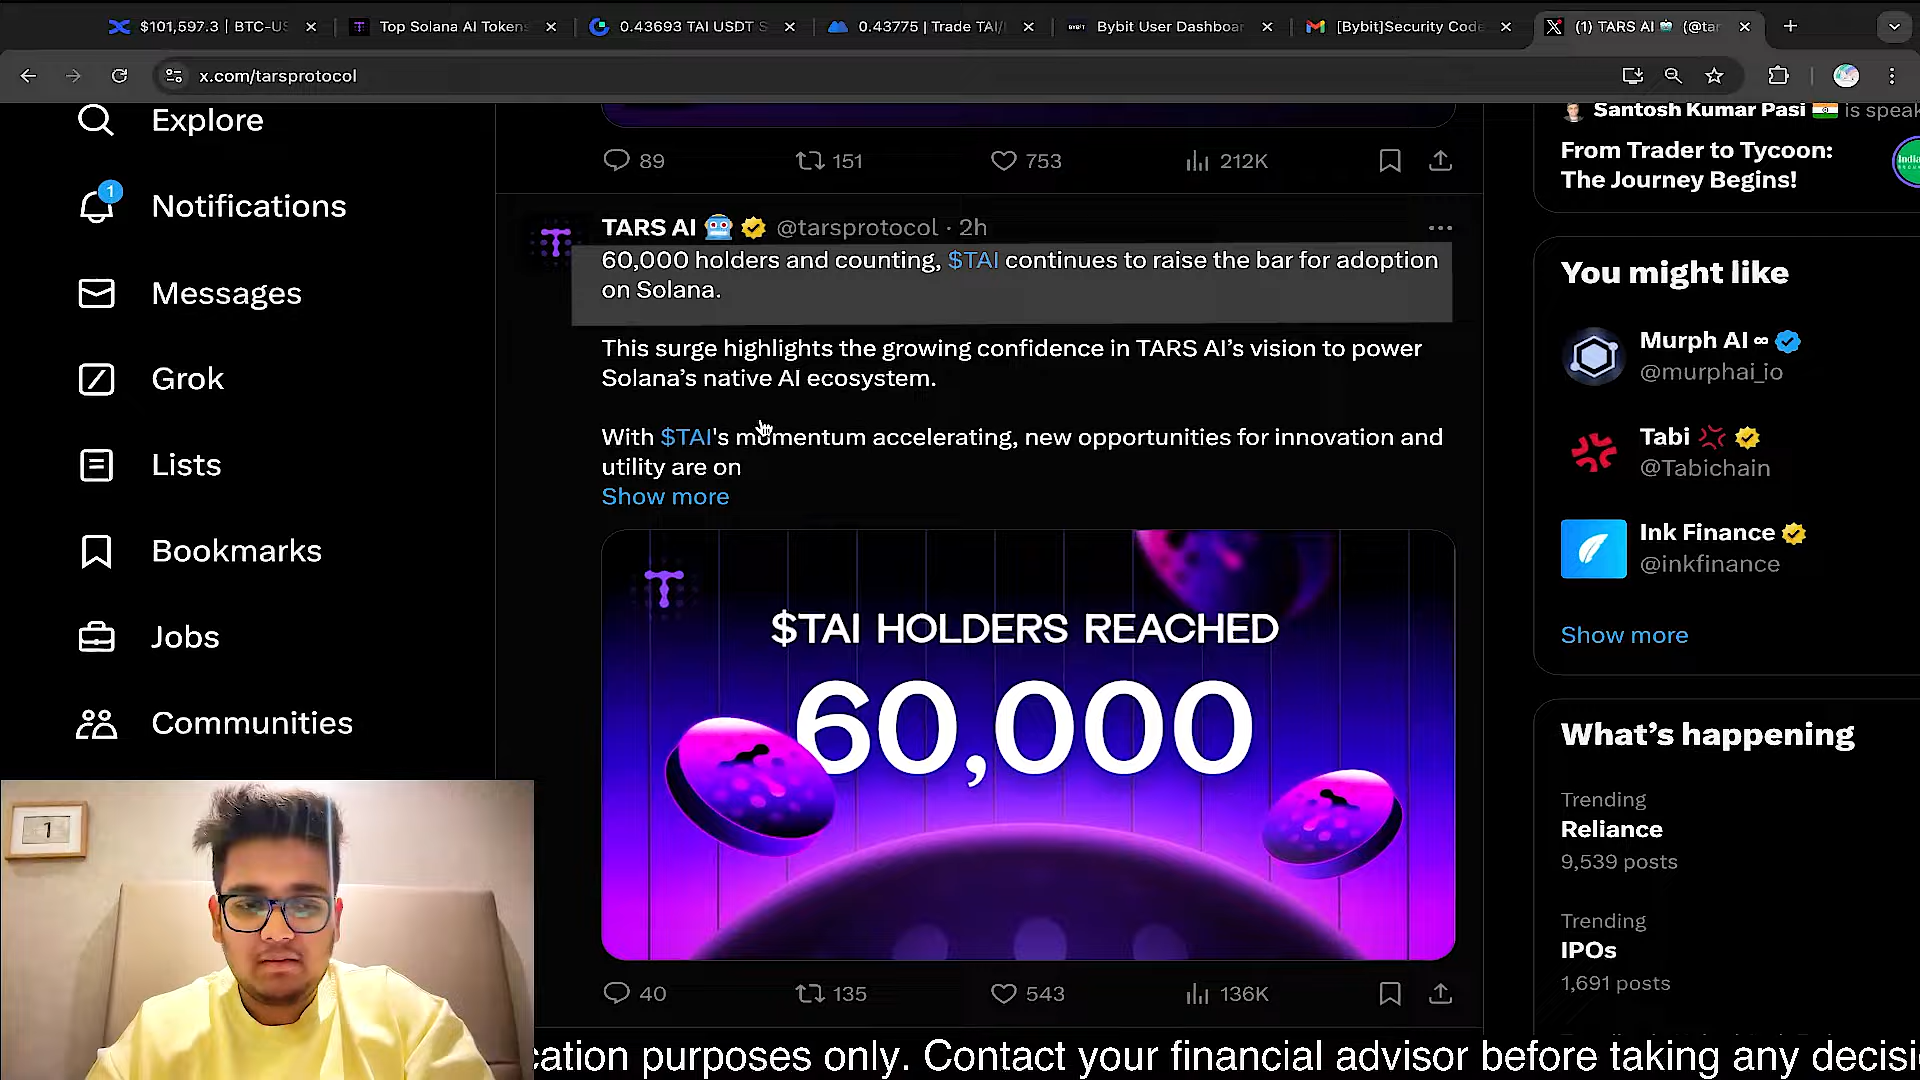 $101,597.3 | BTC-US
Top Solana AI Tokens
0.43693 TAI USDT S
0.43775 | Trade TAI/
Bybit User Dashboar
[Bybit]Security Code
(1) TARS AI (@tar
x.com/tarsprotocol
Explore
1
Notifications
Messages
Grok
Lists
Bookmarks
Jobs
Communities
89
151
753
212K
TARS AI @tarsprotocol · 2h
60,000 holders and counting, $TAI continues to raise the bar for adoption
on Solana.
This surge highlights the growing confidence in TARS AI’s vision to power
Solana’s native AI ecosystem.
With $TAI's momentum accelerating, new opportunities for innovation and
utility are on
Show more
$TAI HOLDERS REACHED
60,000
40
135
543
136K
Santosh Kumar Pasi is speak
From Trader to Tycoon:
The Journey Begins!
You might like
Murph AI ∞
@murphai_io
Tabi
@Tabichain
Ink Finance
@inkfinance
Show more
What’s happening
Trending
Reliance
9,539 posts
Trending
IPOs
1,691 posts
1
cation purposes only. Contact your financial advisor before taking any decisi